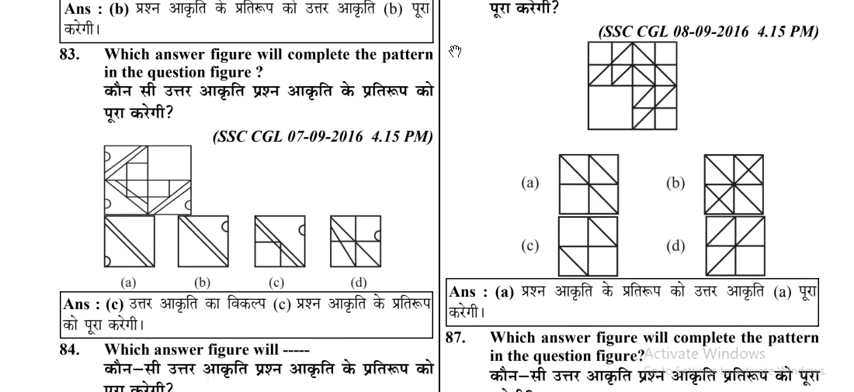 Ans : (b) प्रश्न आकृति के प्रतिरूप को उत्तर आकृति (b) पूरा
करेगी।
83. Which answer figure will complete the pattern
in the question figure ?
कौन सी उत्तर आकृति प्रश्न आकृति के प्रतिरूप को
पूरा करेगी?
(SSC CGL 07-09-2016 4.15 PM)
(a) (b) (c) (d)
Ans : (c) उत्तर आकृति का विकल्प (c) प्रश्न आकृति के प्रतिरूप
को पूरा करेगी।
84. Which answer figure will -----
कौन–सी उत्तर आकृति प्रश्न आकृति के प्रतिरूप को
पूरा करेगी?
पूरा करेगी?
(SSC CGL 08-09-2016 4.15 PM)
(a) (b)
(c) (d)
Ans : (a) प्रश्न आकृति के प्रतिरूप को उत्तर आकृति (a) पूरा
करेगी।
87. Which answer figure will complete the pattern
in the question figure?
Activate Windows
कौन–सी उत्तर आकृति प्रश्न आकृति के प्रतिरूप को पूरा